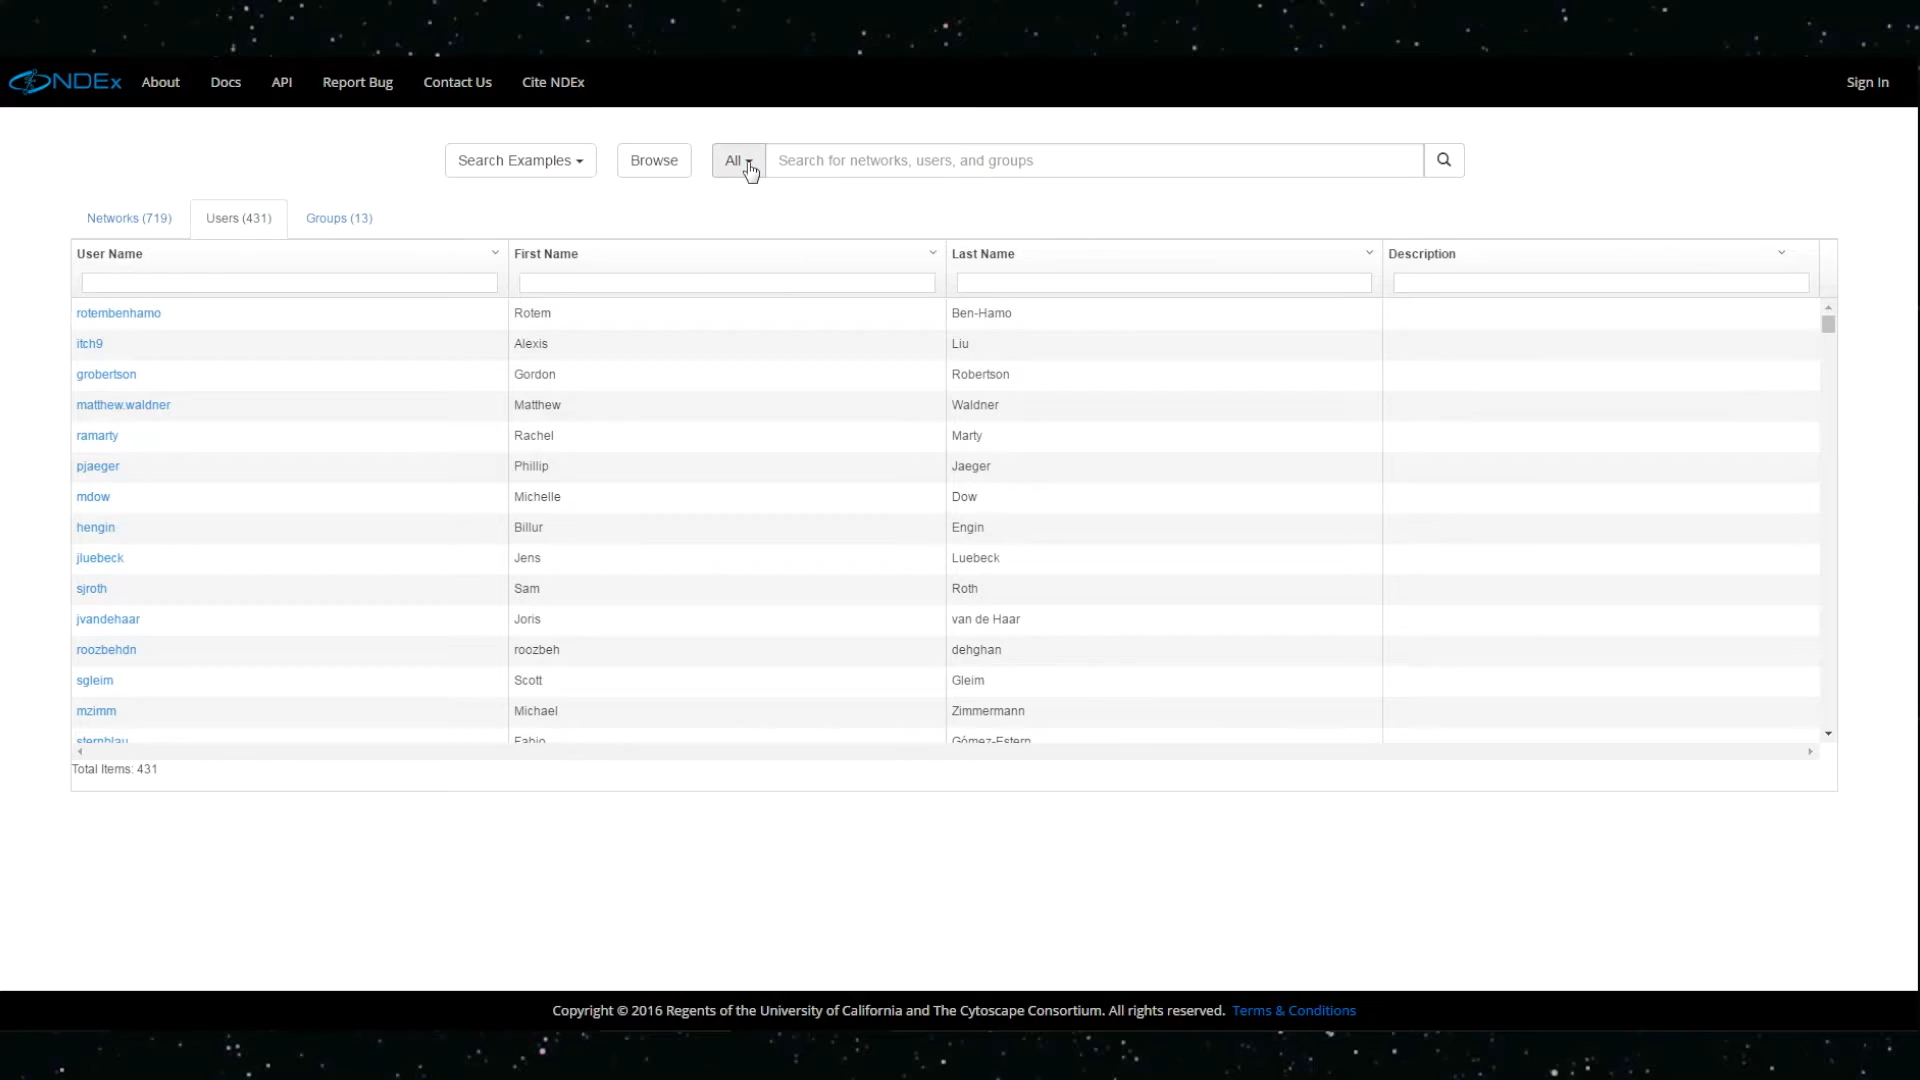 NDEx About Docs API Report Bug Contact Us Cite NDEx Sign In
Search Examples Browse All Search for networks, users, and groups
Networks (719) Users (431) Groups (13)
User Name First Name Last Name Description
rotembenhamo Rotem Ben-Hamo
itch9 Alexis Liu
grobertson Gordon Robertson
matthew.waldner Matthew Waldner
ramarty Rachel Marty
pjaeger Phillip Jaeger
mdow Michelle Dow
hengin Billur Engin
jluebeck Jens Luebeck
sjroth Sam Roth
jvandehaar Joris van de Haar
roozbehdn roozbeh dehghan
sgleim Scott Gleim
mzimm Michael Zimmermann
sternblau Fabio Gómez-Estern
Total Items: 431
Copyright © 2016 Regents of the University of California and The Cytoscape Consortium. All rights reserved. Terms & Conditions